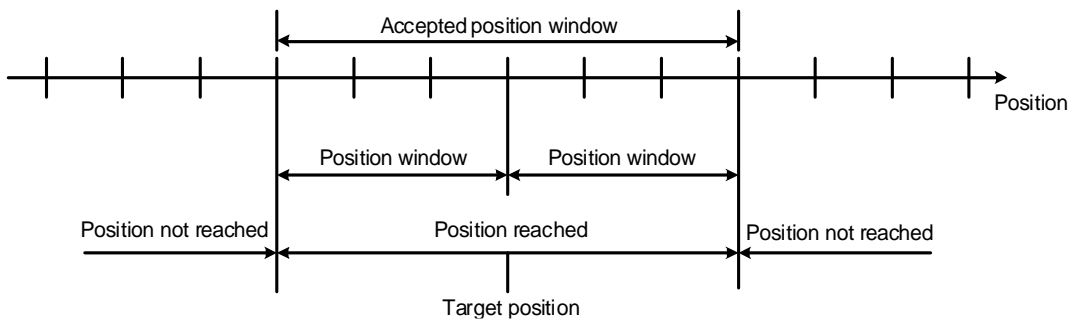 Accepted position window
Position
Position window
Position window
Position not reached
Position reached
Position not reached
Target position